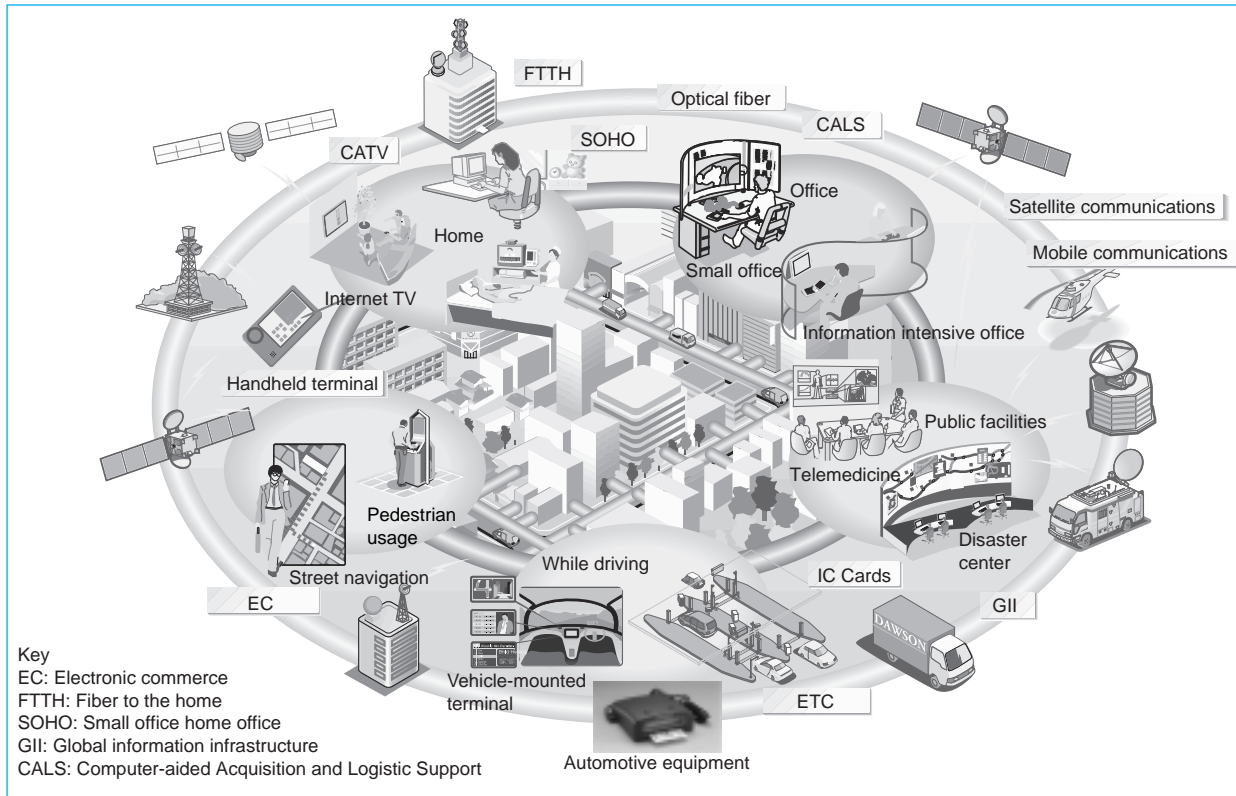 FTTH
Optical fiber
CALS
SOHO
CATV
Office
Satellite communications
Home
Small office
Mobile communications
Internet TV
Information intensive office
Handheld terminal
Public facilities
Telemedicine
Pedestrian
usage
Disaster
center
While driving
Street navigation
IC Cards
EC
GII
DAWSON
Vehicle-mounted
terminal
ETC
Automotive equipment
Key
EC: Electronic commerce
FTTH: Fiber to the home
SOHO: Small office home office
GII: Global information infrastructure
CALS: Computer-aided Acquisition and Logistic Support